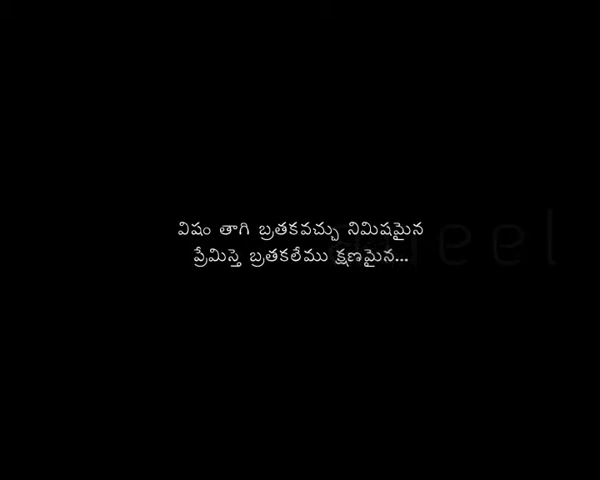 విషం తాగి బ్రతకవచ్చు నిమిషమైన
ప్రేమిస్తె బ్రతకలేము క్షణమైన...